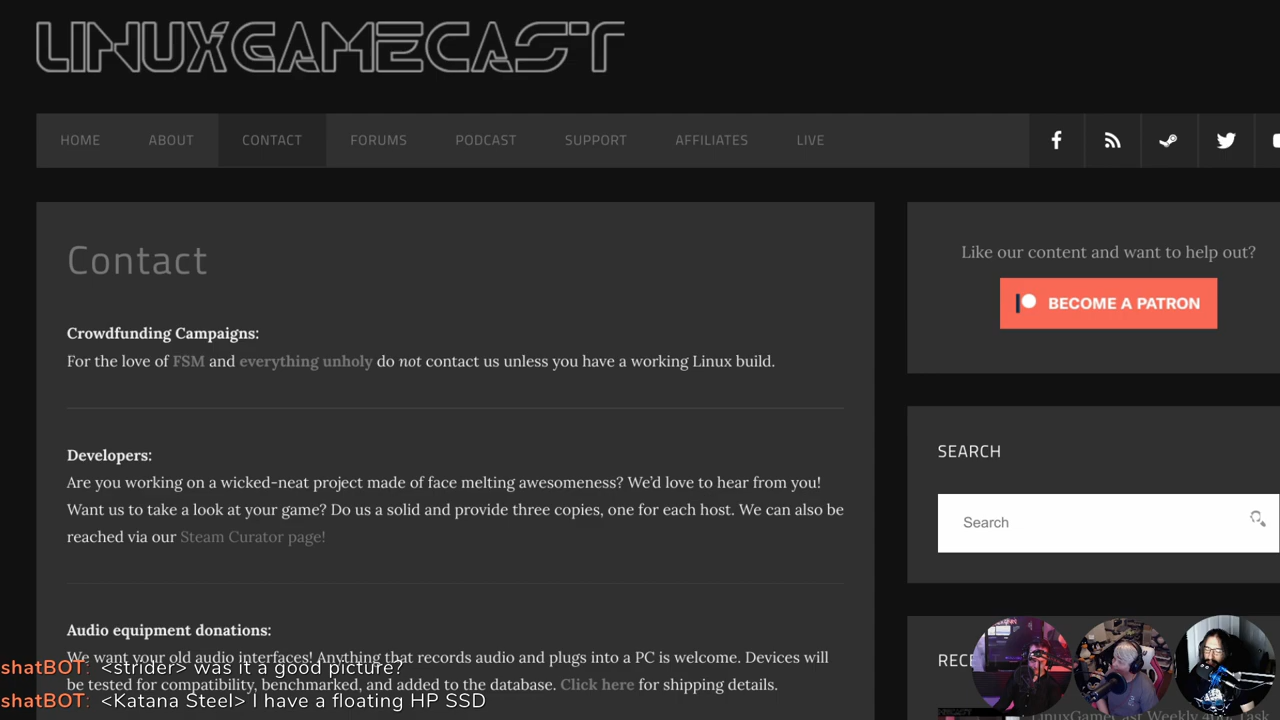 LINUXGAMECAST
HOME ABOUT CONTACT FORUMS PODCAST SUPPORT AFFILIATES LIVE
Contact
Crowdfunding Campaigns:
For the love of FSM and everything unholy do not contact us unless you have a working Linux build.
Developers:
Are you working on a wicked-neat project made of face melting awesomeness? We'd love to hear from you!
Want us to take a look at your game? Do us a solid and provide three copies, one for each host. We can also be
reached via our Steam Curator page!
Audio equipment donations:
We want your old audio interfaces! Anything that records audio and plugs into a PC is welcome. Devices will
be tested for compatibility, benchmarked, and added to the database. Click here for shipping details.
Like our content and want to help out?
BECOME A PATRON
SEARCH
Search
LinuxGameCast Weekly
shatBOT: <strider> was it a good picture?
shatBOT: <Katana Steel> I have a floating HP SSD